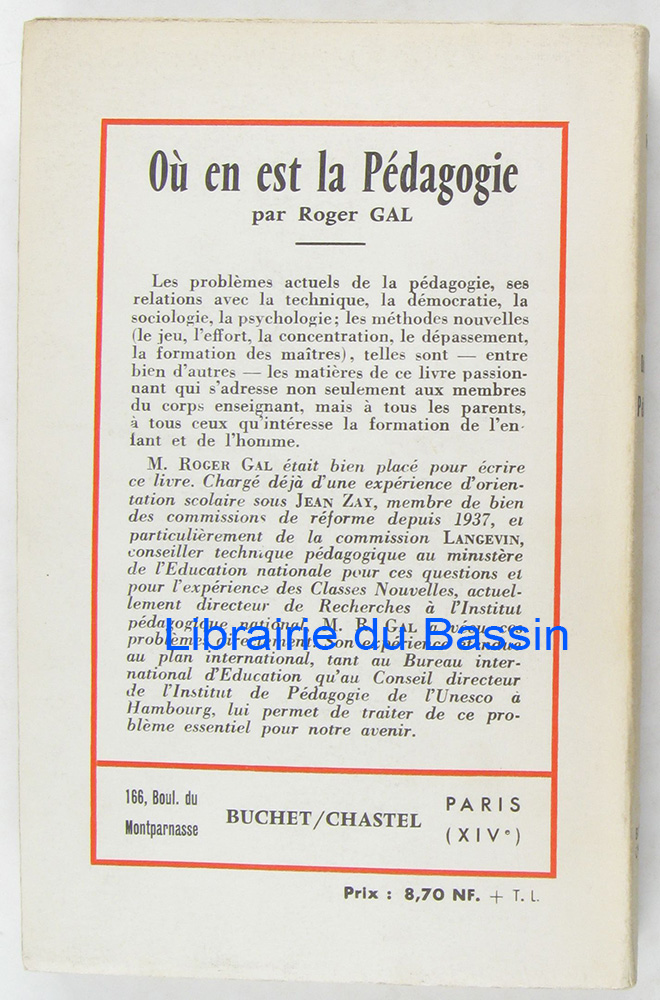 Où en est la Pédagogie
par Roger GAL
Les problèmes actuels de la pédagogie, ses
relations avec la technique, la démocratie, la
sociologie, la psychologie; les méthodes nouvelles
(le jeu, l'effort, la concentration, le dépassement,
la formation des maîtres), telles sont — entre
bien d'autres — les matières de ce livre passion-
nant qui s'adresse non seulement aux membres
du corps enseignant, mais à tous les parents,
à tous ceux qu'intéresse la formation de l'en-
fant et de l'homme.
M. ROGER GAL était bien placé pour écrire
ce livre. Chargé déjà d'une expérience d'orien-
tation scolaire sous JEAN ZAY, membre de bien
des commissions de réforme depuis 1937, et
particulièrement de la commission LANGEVIN,
conseiller technique pédagogique au ministère
de l'Education nationale pour ces questions et
pour l'expérience des Classes Nouvelles, actuel-
lement directeur de Recherches à l'Institut
pédagogique national, M. R. GAL a vécu ces
Librairie du Bassin
problèmes directement. Son expérience
au plan international, tant au Bureau inter-
national d'Education qu'au Conseil directeur
de l'Institut de Pédagogie de l'Unesco à
Hambourg, lui permet de traiter de ce pro-
blème essentiel pour notre avenir.
166, Boul. du
Montparnasse
BUCHET/CHASTEL
PARIS
(XIVe)
Prix : 8,70 NF. + T. L.